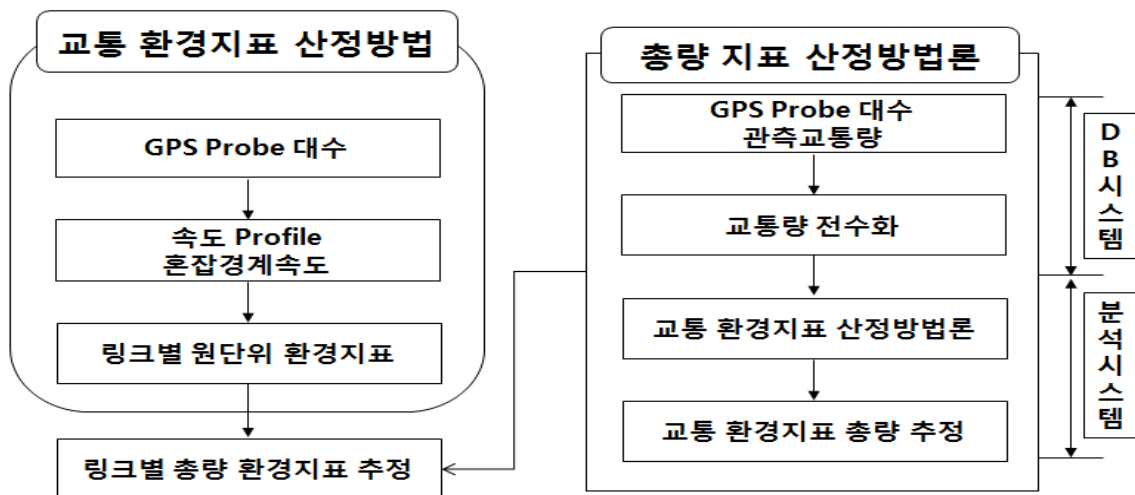 교통 환경지표 산정방법
GPS Probe 대수
속도 Profile
혼잡경계속도
링크별 원단위 환경지표
링크별 총량 환경지표 추정
총량 지표 산정방법론
GPS Probe 대수
관측교통량
교통량 전수화
교통 환경지표 산정방법론
교통 환경지표 총량 추정
DB시스템
분석시스템